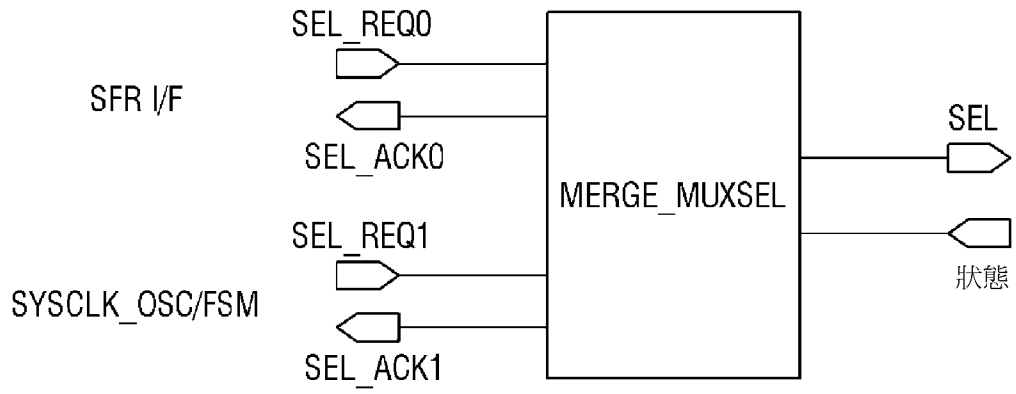 SEL_REQ0
SFR I/F
SEL_ACK0
SEL
MERGE_MUXSEL
SEL_REQ1
狀態
SYSCLK_OSC/FSM
SEL_ACK1